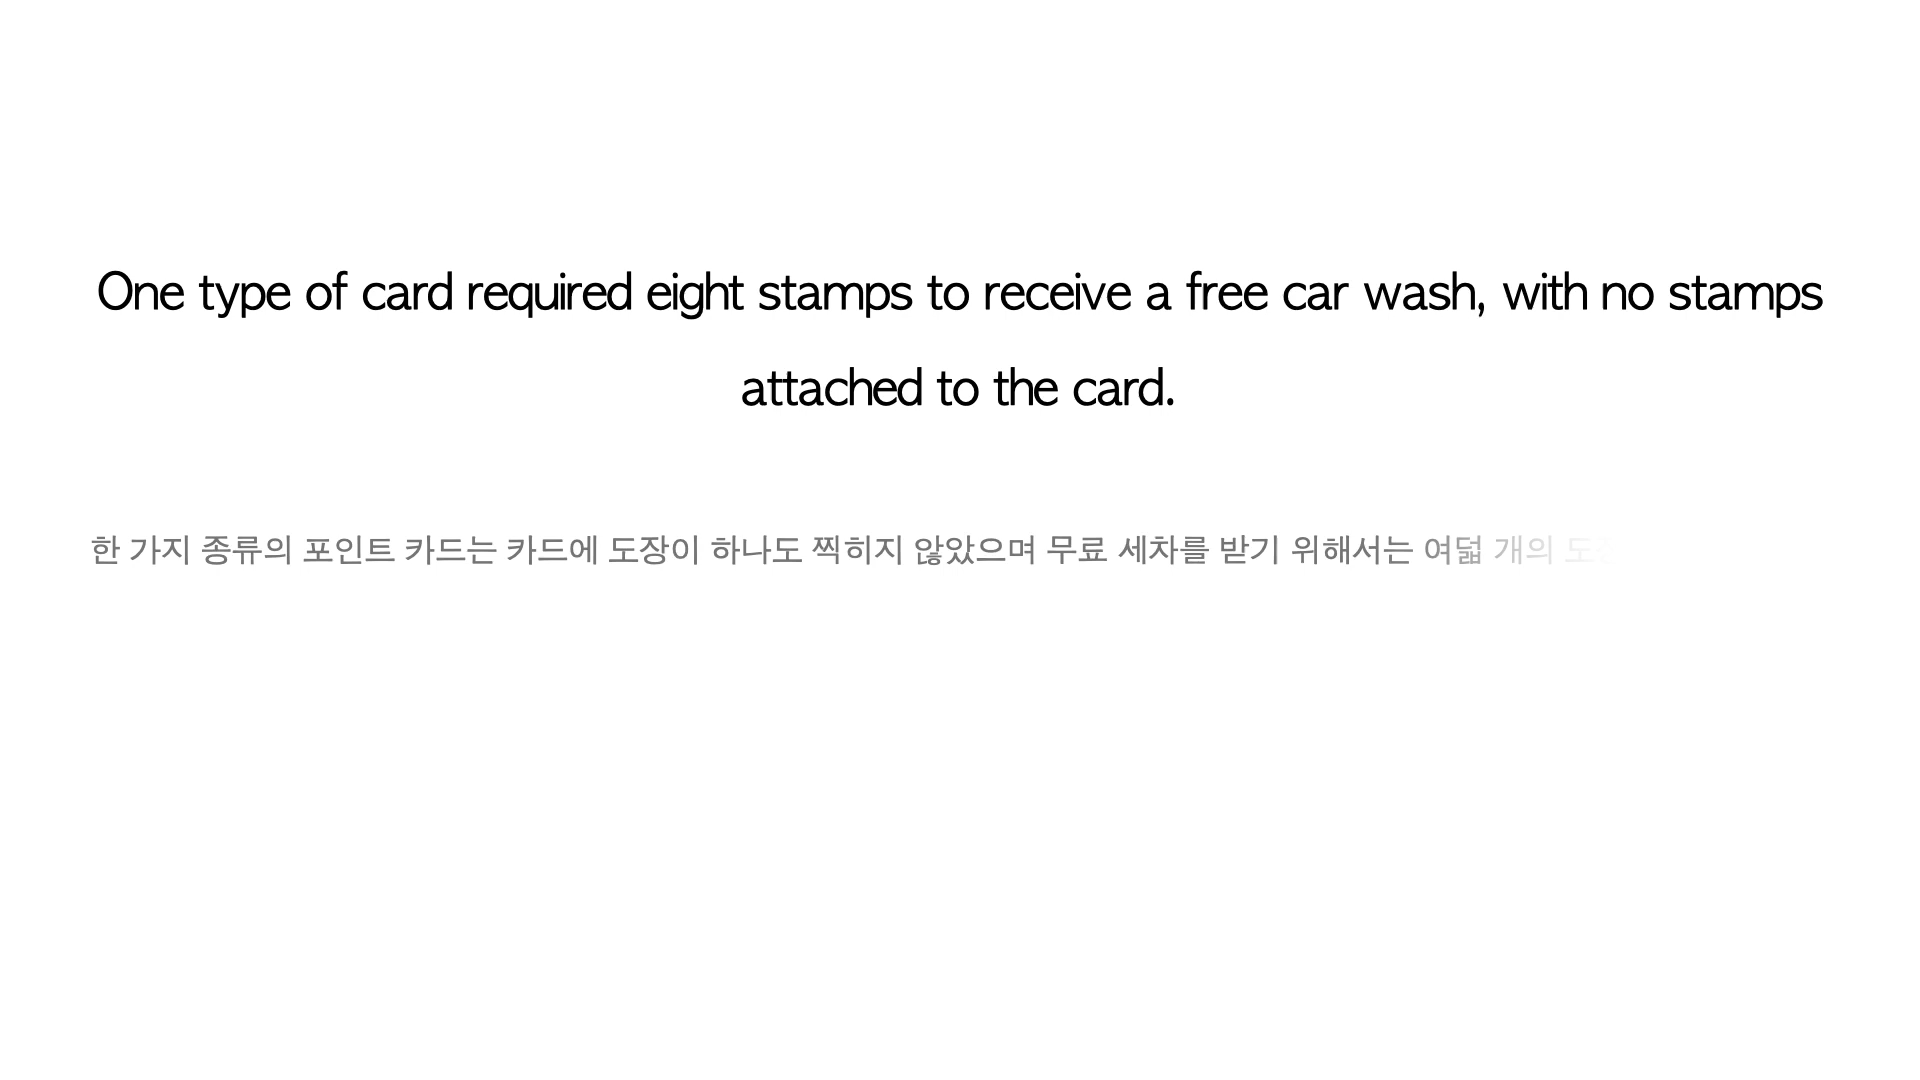 One type of card required eight stamps to receive a free car wash, with no stamps
attached to the card.
한 가지 종류의 포인트 카드는 카드에 도장이 하나도 찍히지 않았으며 무료 세차를 받기 위해서는 여덟 개의